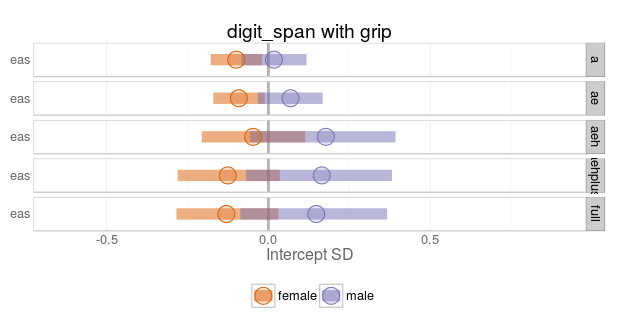 digit_span with grip
eas a
eas ae
eas aeh
eas ehplus
eas full
-0.5 0.0 0.5
Intercept SD
female male